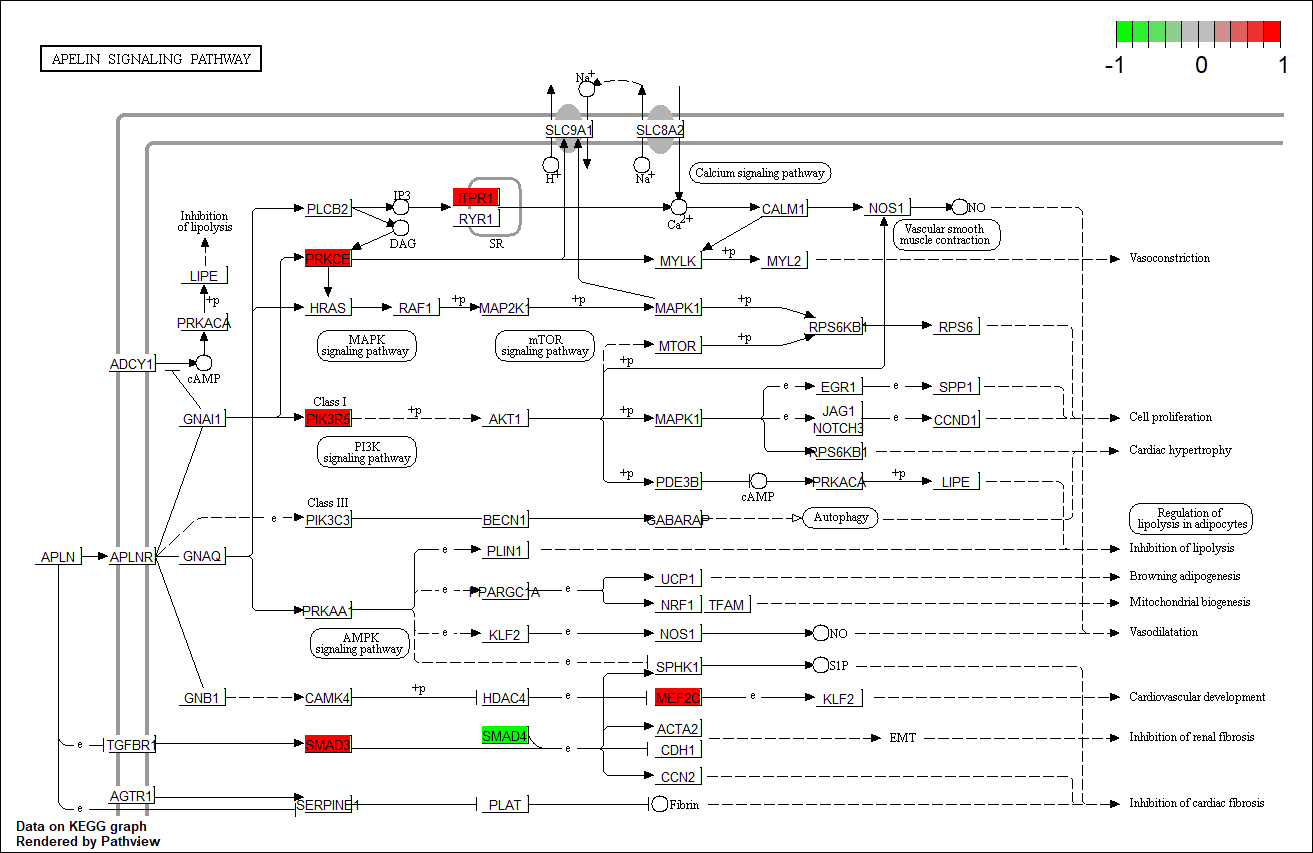 APELIN SIGNALING PATHWAY
-1 0 1
Na+
SLC9A1
SLC8A2
H+
Na+
Calcium signaling pathway
Inhibition
of lipolysis
PLCB2
IP3
ITPR1
RYR1
SR
DAG
Ca2+
CALM1
NOS1
NO
Vascular smooth
muscle contraction
PRKCE
MYLK
+p
MYL2
Vasoconstriction
LIPE
+p
PRKACA
HRAS
RAF1
+p
MAP2K1
+p
MAPK1
+p
RPS6KB1
RPS6
MAPK
signaling pathway
mTOR
signaling pathway
MTOR
+p
+p
ADCY1
cAMP
EGR1
e
e
SPP1
Class I
GNAI1
PIK3R5
+p
AKT1
+p
MAPK1
e
JAG1
NOTCH3
e
CCND1
Cell proliferation
PI3K
signaling pathway
RPS6KB1
Cardiac hypertrophy
+p
PDE3B
cAMP
PRKACA
+p
LIPE
Class III
e
PIK3C3
BECN1
GABARAP
Autophagy
Regulation of
lipolysis in adipocytes
APLN
APLNR
GNAQ
e
PLIN1
Inhibition of lipolysis
e
PPARGC1A
e
UCP1
Browning adipogenesis
NRF1
TFAM
Mitochondrial biogenesis
PRKAA1
AMPK
signaling pathway
e
KLF2
e
NOS1
NO
Vasodilatation
e
SPHK1
S1P
GNB1
CAMK4
+p
HDAC4
e
MEF2C
e
KLF2
Cardiovascular development
e
TGFBR1
SMAD3
SMAD4
e
ACTA2
CDH1
EMT
Inhibition of renal fibrosis
CCN2
AGTR1
e
SERPINE1
PLAT
Fibrin
Inhibition of cardiac fibrosis
Data on KEGG graph
Rendered by Pathview